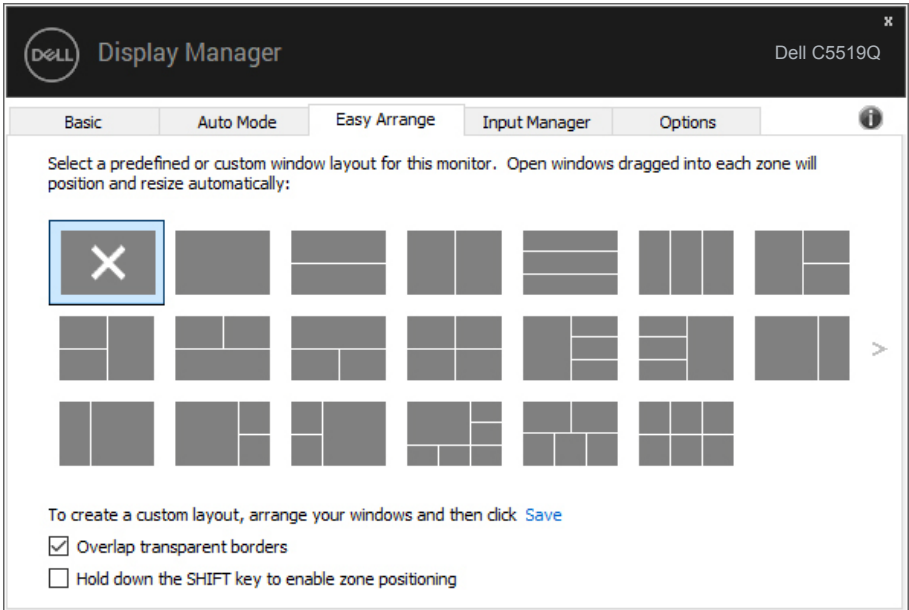 x
DELL
Display Manager
Dell C5519Q
Basic
Auto Mode
Easy Arrange
Input Manager
Options
i
Select a predefined or custom window layout for this monitor. Open windows dragged into each zone will
position and resize automatically:
>
To create a custom layout, arrange your windows and then click Save
Overlap transparent borders
Hold down the SHIFT key to enable zone positioning